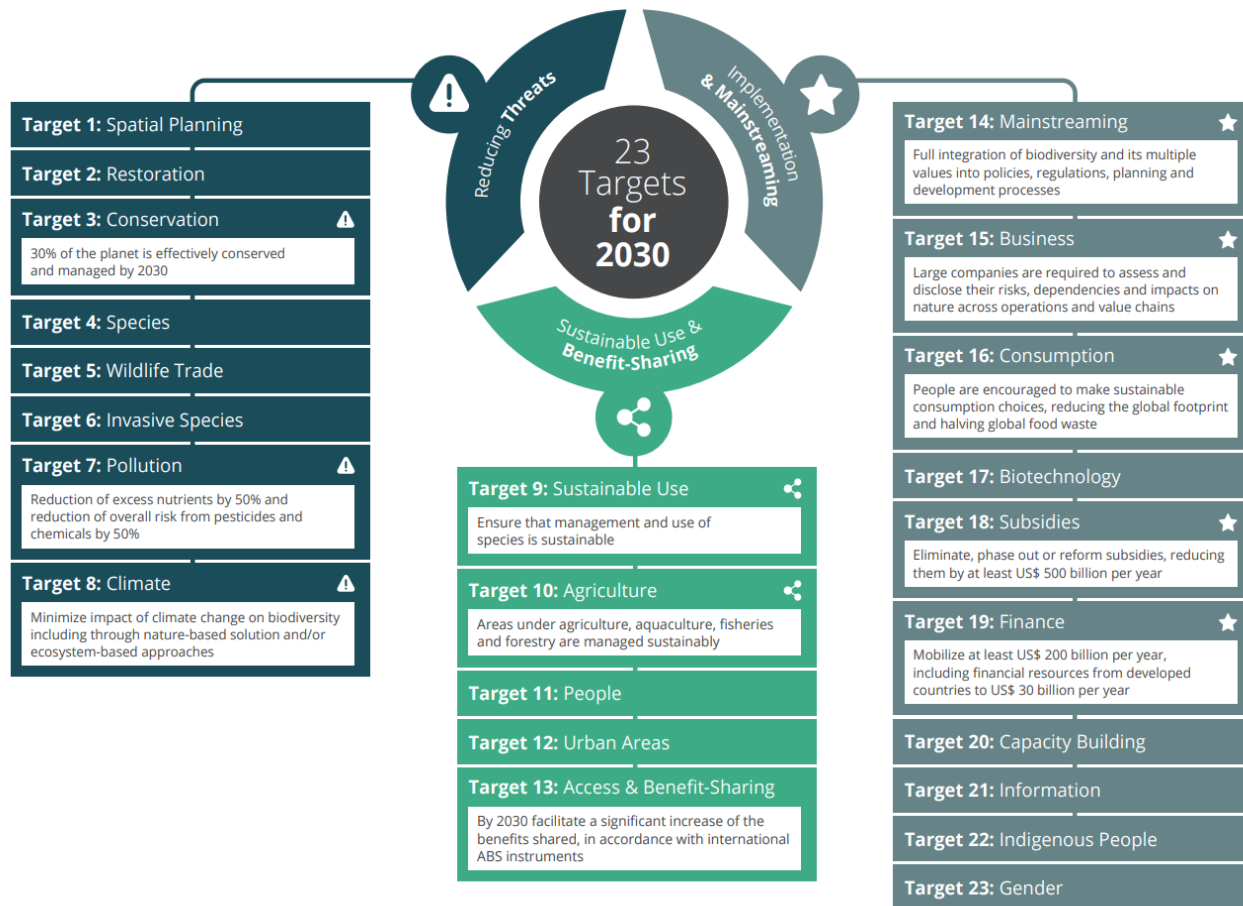 23
Targets
for
2030
Reducing Threats
Implementation
& Mainstreaming
Sustainable Use &
Benefit-Sharing
Target 1: Spatial Planning
Target 2: Restoration
Target 3: Conservation
30% of the planet is effectively conserved
and managed by 2030
Target 4: Species
Target 5: Wildlife Trade
Target 6: Invasive Species
Target 7: Pollution
Reduction of excess nutrients by 50% and
reduction of overall risk from pesticides and
chemicals by 50%
Target 8: Climate
Minimize impact of climate change on biodiversity
including through nature-based solution and/or
ecosystem-based approaches
Target 9: Sustainable Use
Ensure that management and use of
species is sustainable
Target 10: Agriculture
Areas under agriculture, aquaculture, fisheries
and forestry are managed sustainably
Target 11: People
Target 12: Urban Areas
Target 13: Access & Benefit-Sharing
By 2030 facilitate a significant increase of the
benefits shared, in accordance with international
ABS instruments
Target 14: Mainstreaming
Full integration of biodiversity and its multiple
values into policies, regulations, planning and
development processes
Target 15: Business
Large companies are required to assess and
disclose their risks, dependencies and impacts on
nature across operations and value chains
Target 16: Consumption
People are encouraged to make sustainable
consumption choices, reducing the global footprint
and halving global food waste
Target 17: Biotechnology
Target 18: Subsidies
Eliminate, phase out or reform subsidies, reducing
them by at least US$ 500 billion per year
Target 19: Finance
Mobilize at least US$ 200 billion per year,
including financial resources from developed
countries to US$ 30 billion per year
Target 20: Capacity Building
Target 21: Information
Target 22: Indigenous People
Target 23: Gender